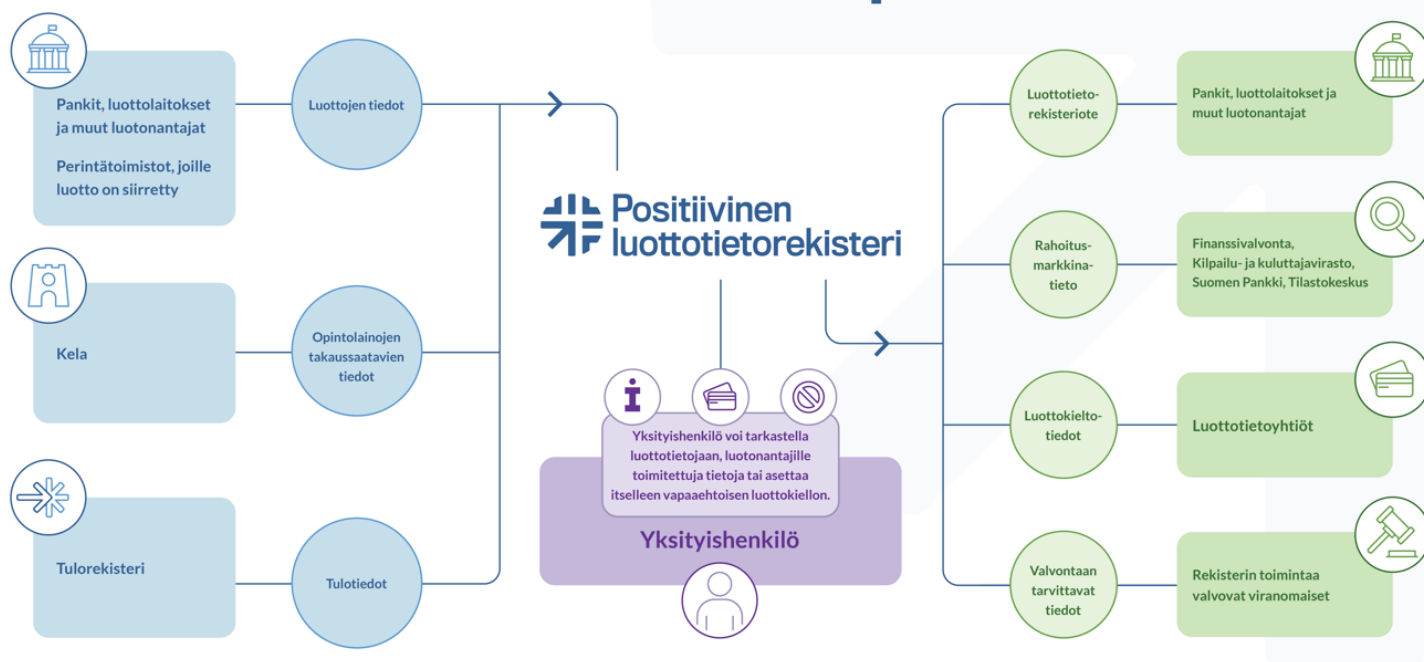 Pankit, luottolaitokset
ja muut luotonantajat
Perintätoimistot, joille
luotto on siirretty
Luottojen tiedot
Kela
Opintolainojen
takaussaatavien
tiedot
Tulorekisteri
Tulotiedot
Positiivinen
luottotietorekisteri
Yksityishenkilö voi tarkastella
luottotietojaan, luotonantajille
toimitettuja tietoja tai asettaa
itselleen vapaaehtoisen luottokiellon.
Yksityishenkilö
Luottotieto-
rekisteriote
Pankit, luottolaitokset ja
muut luotonantajat
Rahoitus-
markkina-
tieto
Finanssivalvonta,
Kilpailu- ja kuluttajavirasto,
Suomen Pankki, Tilastokeskus
Luottokielto-
tiedot
Luottotietoyhtiöt
Valvontaan
tarvittavat
tiedot
Rekisterin toimintaa
valvovat viranomaiset